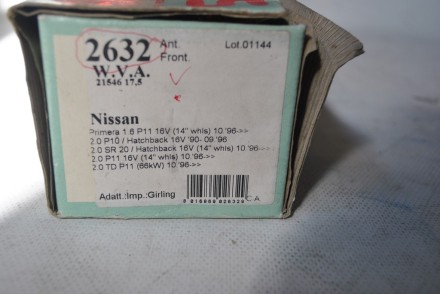 2632 Ant. Lot.01144
Front.
W.V.A.
21546 17,5
Nissan
Primera 1.6 P11 16V (14" whls) 10.'96->>
2.0 P10 / Hatchback 16V '90- 09.'96
2.0 SR 20 / Hatchback 16V (14" whls) 10.'96->>
2.0 P11 16V (14" whls) 10.'96->>
2.0 TD P11 (66kW) 10.'96->>
Adatt.:Imp.:Girling
C.A